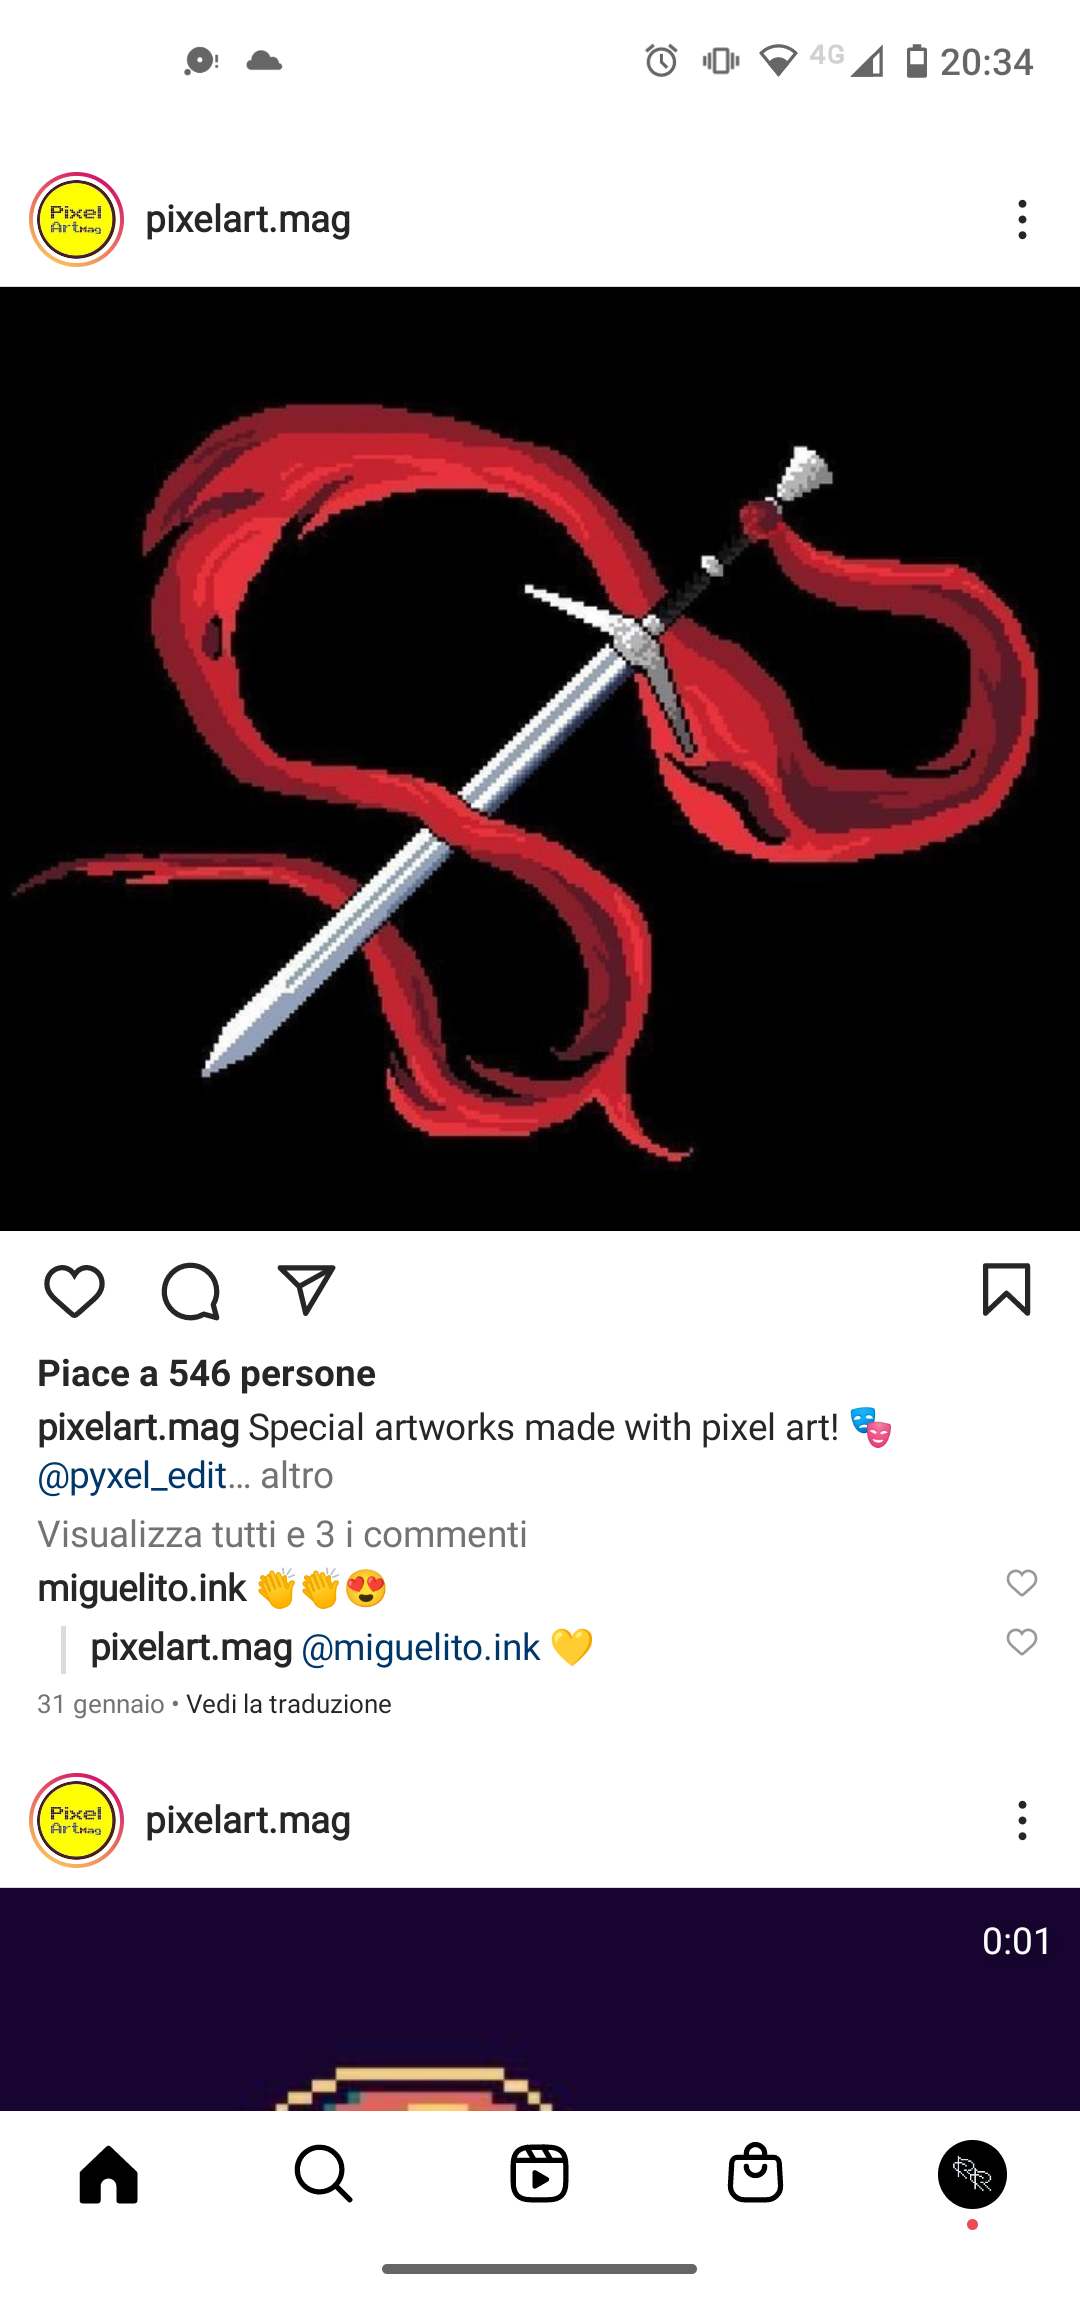 4G 20:34
Pixel
ArtMag
pixelart.mag
Piace a 546 persone
pixelart.mag Special artworks made with pixel art! 🎭
@pyxel_edit... altro
Visualizza tutti e 3 i commenti
miguelito.ink 👏👏😍
pixelart.mag @miguelito.ink 💛
31 gennaio • Vedi la traduzione
Pixel
ArtMag
pixelart.mag
0:01